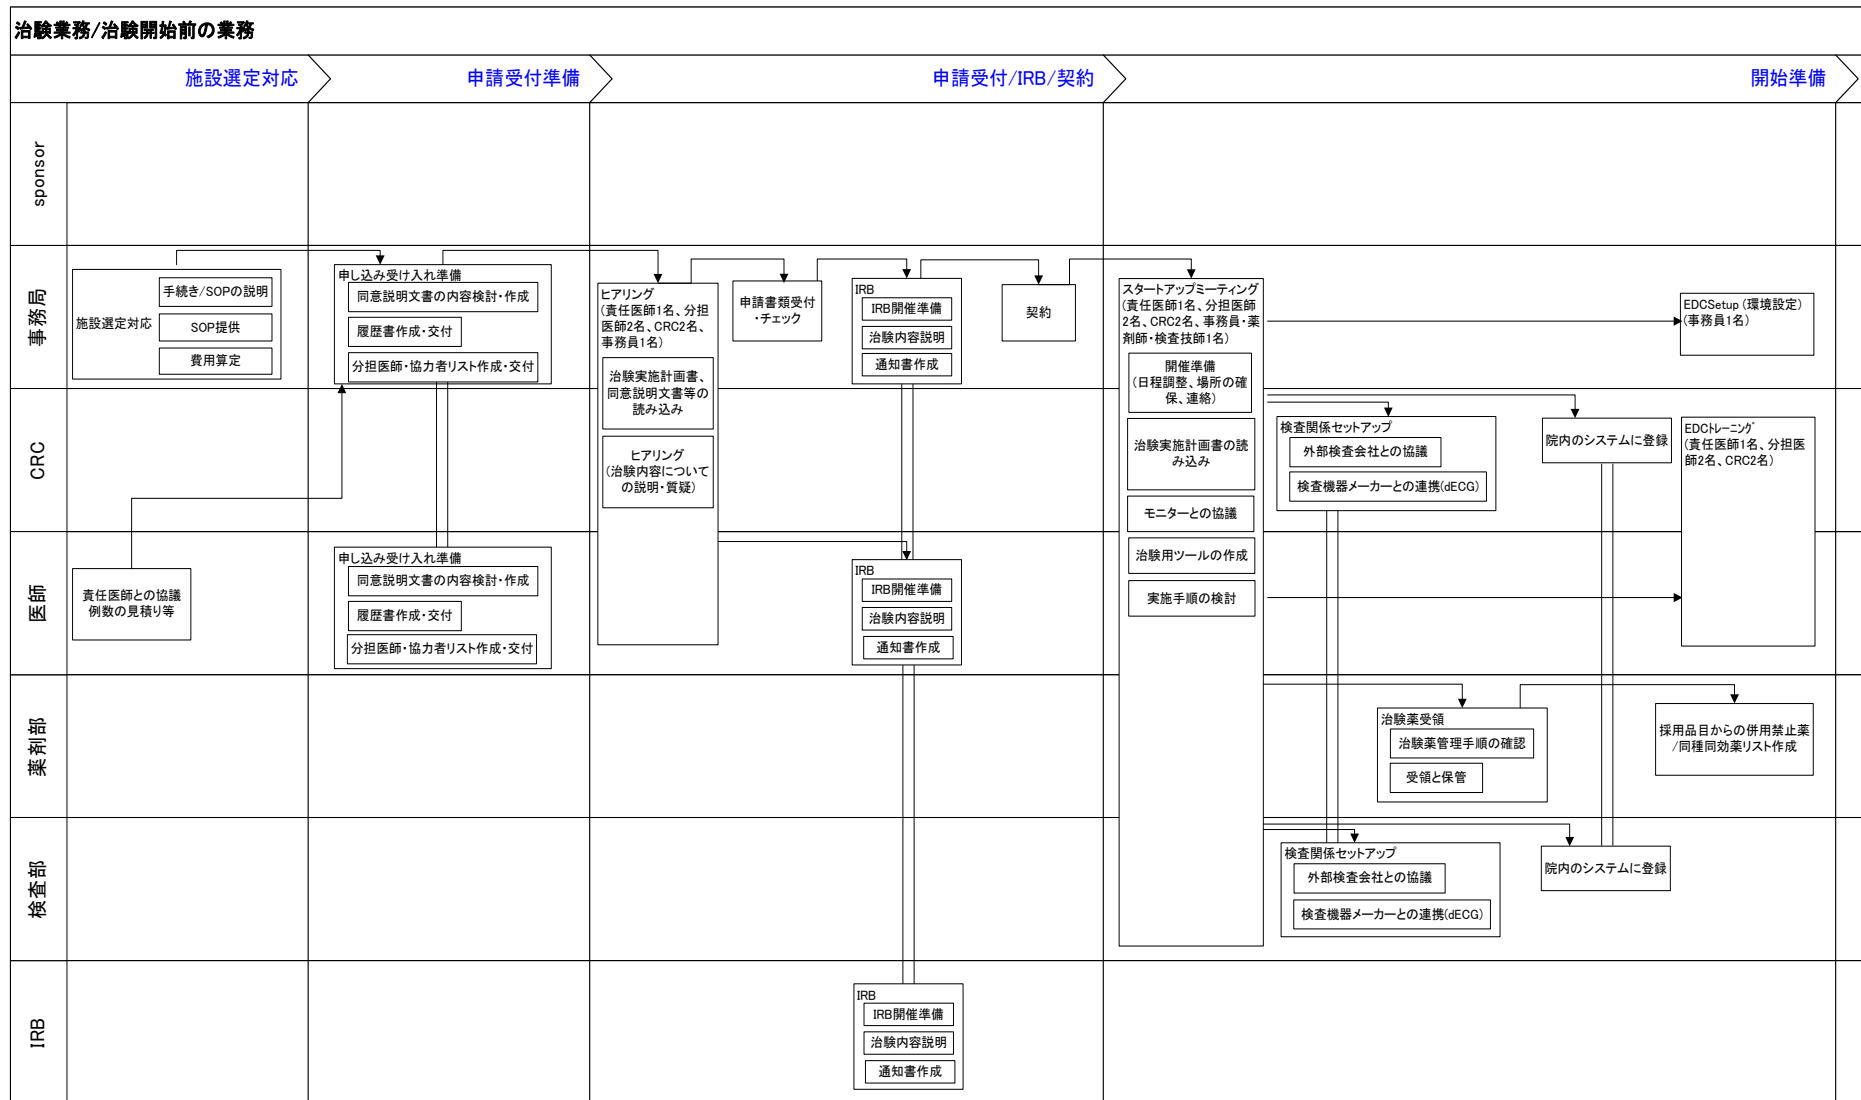 治験業務/治験開始前の業務
施設選定対応
申請受付準備
申請受付/IRB/契約
開始準備
sponsor
事務局
施設選定対応
手続き/SOPの説明
SOP提供
費用算定
申し込み受け入れ準備
同意説明文書の内容検討・作成
履歴書作成・交付
分担医師・協力者リスト作成・交付
ヒアリング
(責任医師1名、分担
医師2名、CRC2名、
事務員1名)
治験実施計画書、
同意説明文書等の
読み込み
ヒアリング
(治験内容について
の説明・質疑)
申請書類受付
・チェック
IRB
IRB開催準備
治験内容説明
通知書作成
契約
スタートアップミーティング
(責任医師1名、分担医師
2名、CRC2名、事務員・薬
剤師・検査技師1名)
開催準備
(日程調整、場所の確
保、連絡)
治験実施計画書の読
み込み
モニターとの協議
治験用ツールの作成
実施手順の検討
EDCSetup (環境設定)
(事務員1名)
CRC
検査関係セットアップ
外部検査会社との協議
検査機器メーカーとの連携(dECG)
院内のシステムに登録
EDCトレーニング
(責任医師1名、分担医
師2名、CRC2名)
医師
責任医師との協議
例数の見積り等
申し込み受け入れ準備
同意説明文書の内容検討・作成
履歴書作成・交付
分担医師・協力者リスト作成・交付
IRB
IRB開催準備
治験内容説明
通知書作成
薬剤部
治験薬受領
治験薬管理手順の確認
受領と保管
採用品目からの併用禁止薬
/同種同効薬リスト作成
検査部
検査関係セットアップ
外部検査会社との協議
検査機器メーカーとの連携(dECG)
院内のシステムに登録
IRB
IRB
IRB開催準備
治験内容説明
通知書作成